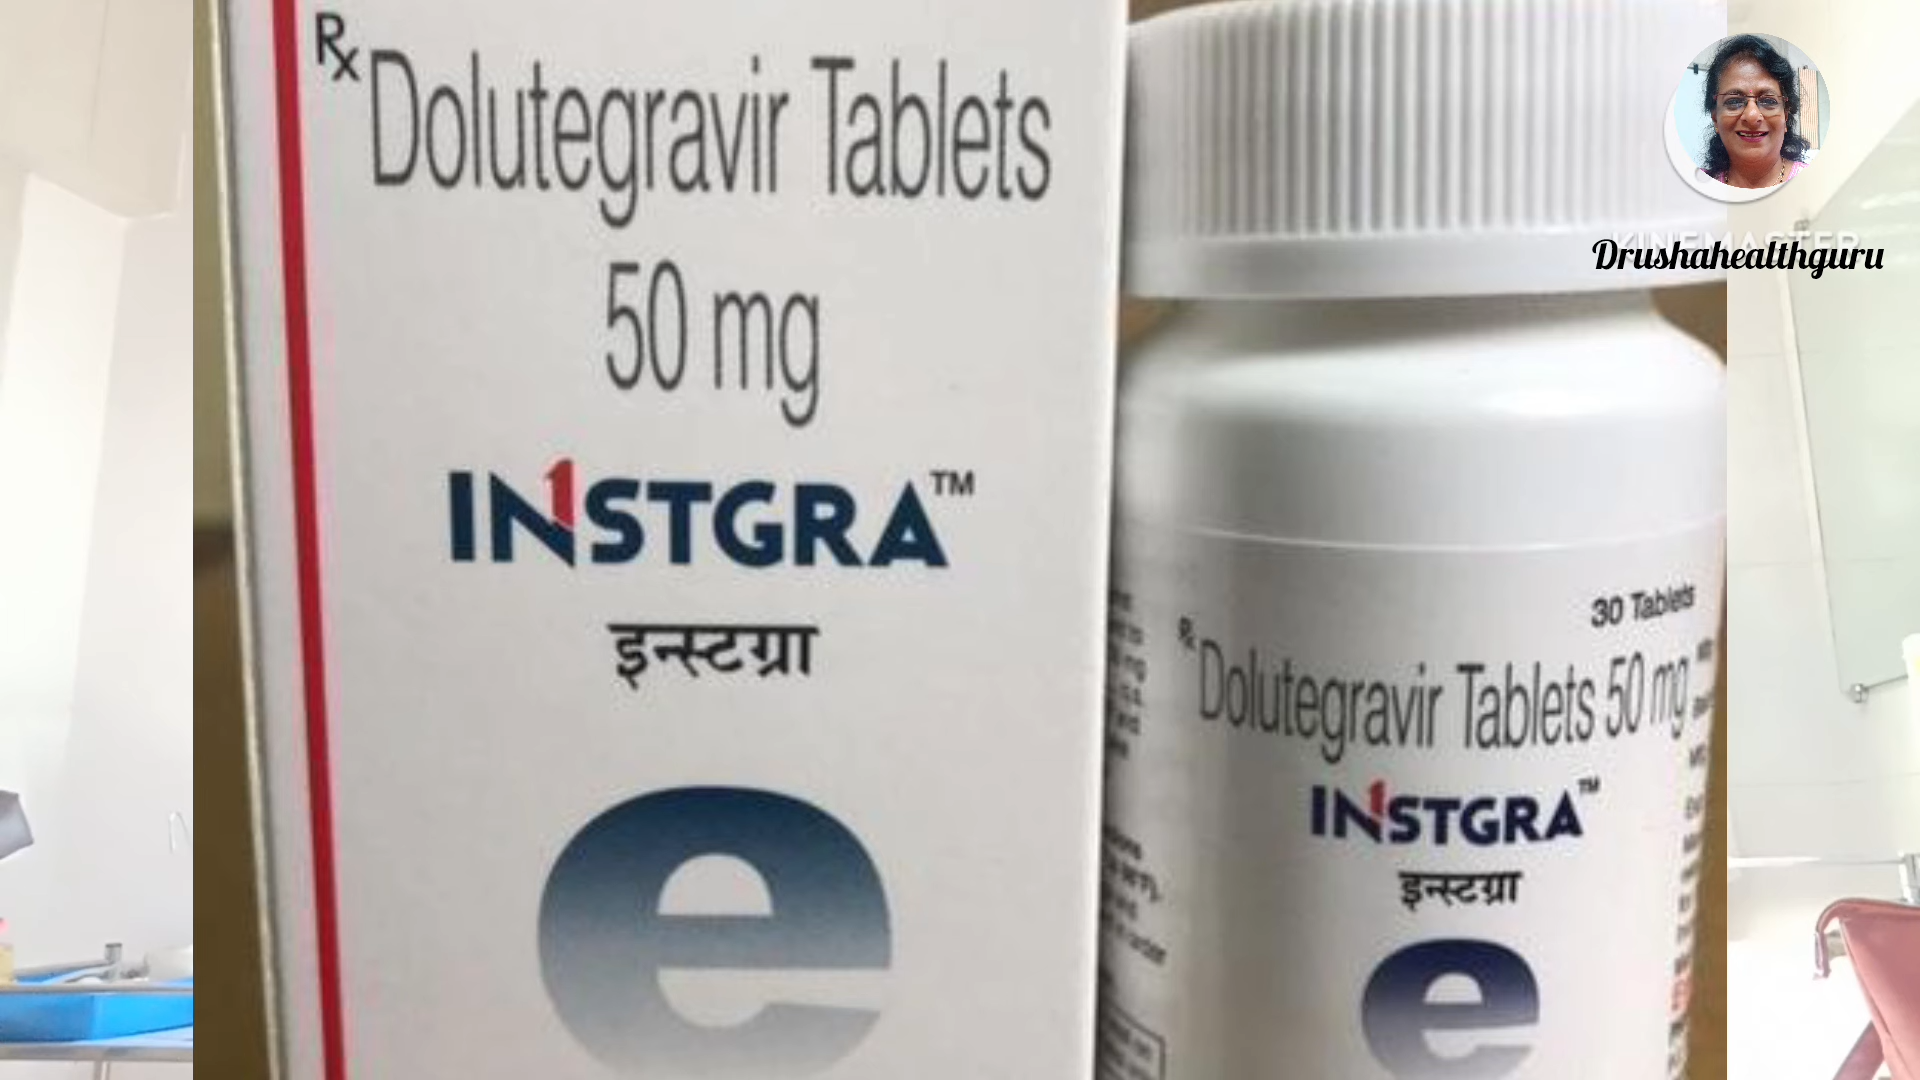 Rx
Dolutegravir Tablets
50 mg
INSTGRA™
इन्स्टग्रा
e
30 Tablets
Rx
Dolutegravir Tablets 50 mg
INSTGRA™
इन्स्टग्रा
e
KINEMASTER
Drushahealthguru